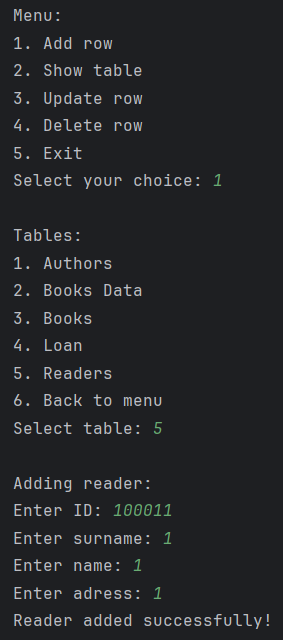 Menu:
1. Add row
2. Show table
3. Update row
4. Delete row
5. Exit
Select your choice: 1
Tables:
1. Authors
2. Books Data
3. Books
4. Loan
5. Readers
6. Back to menu
Select table: 5
Adding reader:
Enter ID: 100011
Enter surname: 1
Enter name: 1
Enter adress: 1
Reader added successfully!